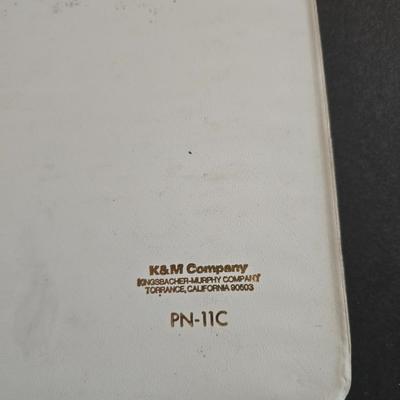 K&M Company
KINGSBACHER-MURPHY COMPANY
TORRANCE, CALIFORNIA 90503
PN-11C